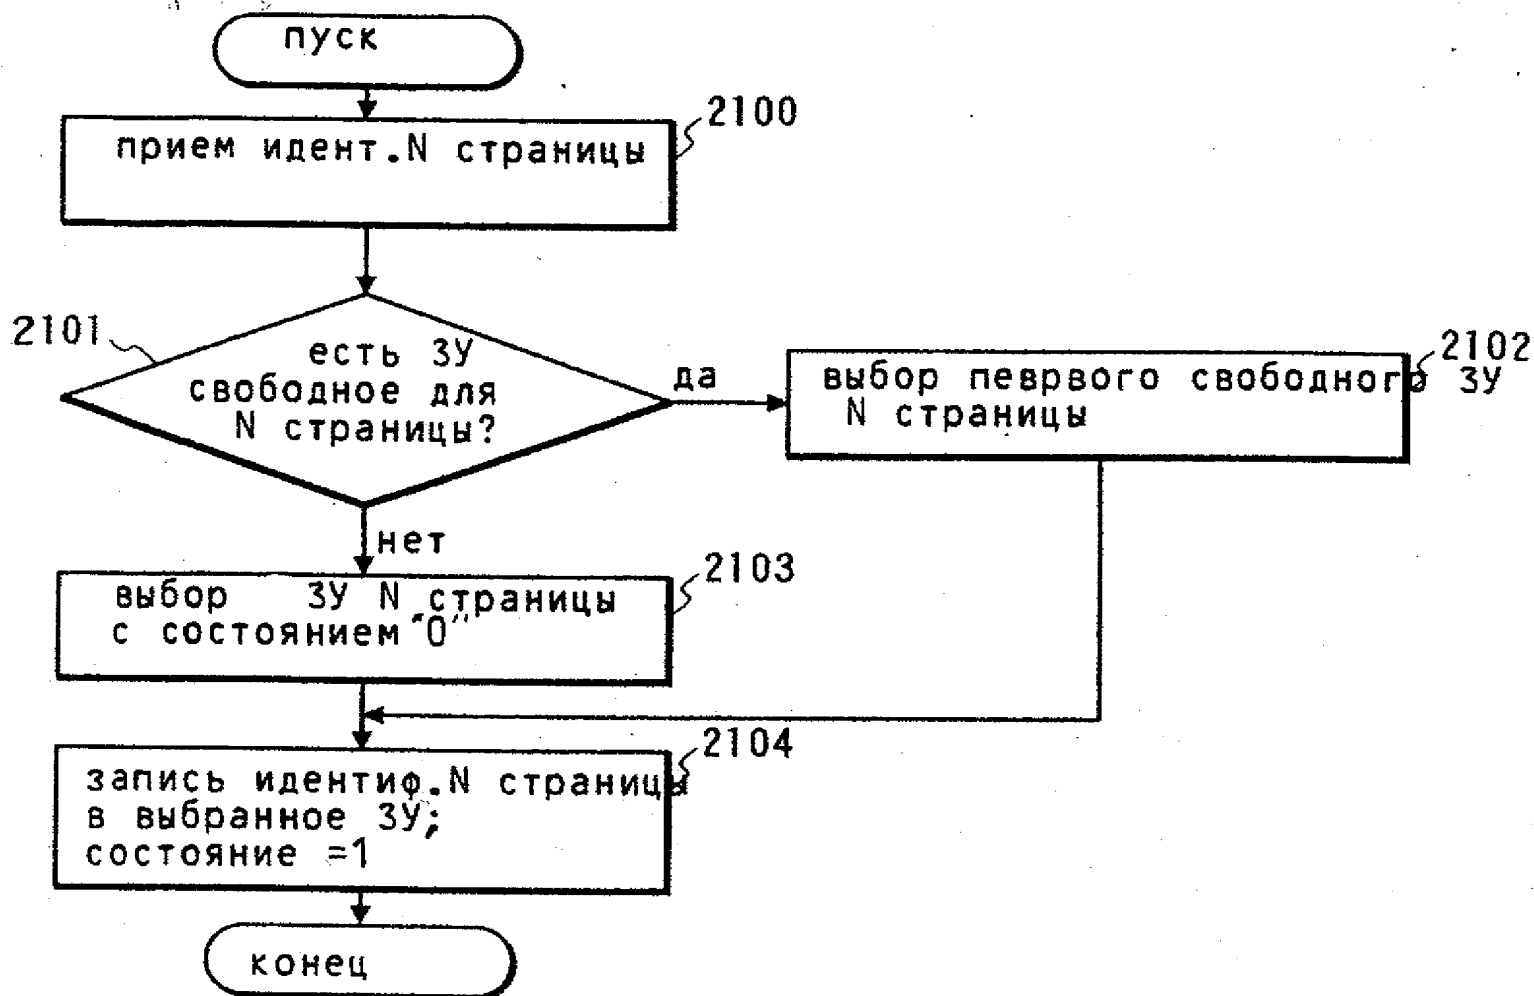 пуск
2100
прием идент.N страницы
2101
есть ЗУ
свободное для
N страницы?
да
2102
выбор певрвого свободного ЗУ
N страницы
нет
2103
выбор ЗУ N страницы
с состоянием "0"
2104
запись идентиф.N страницы
в выбранное ЗУ;
состояние =1
конец